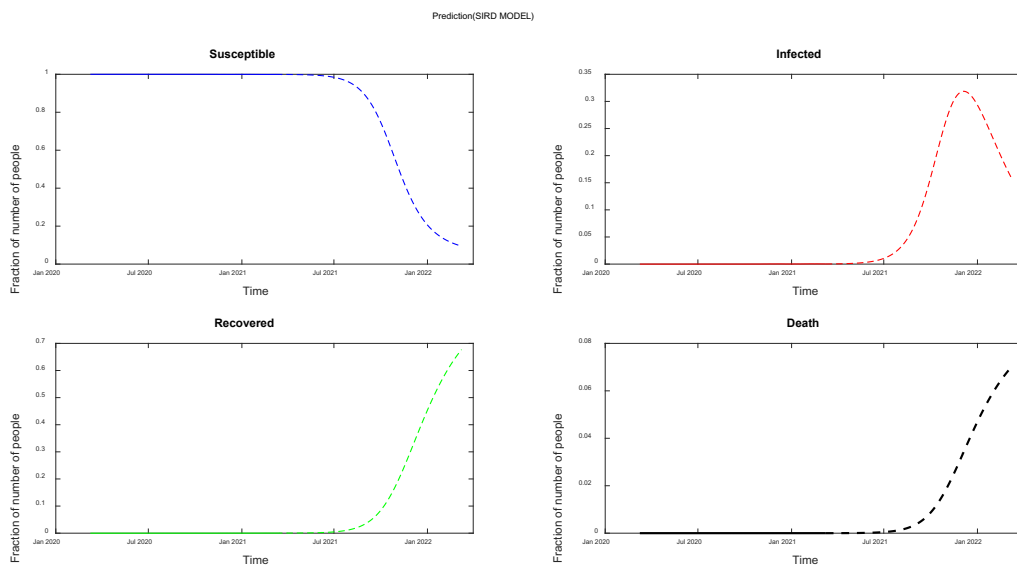 Prediction(SIRD MODEL)
Susceptible
Fraction of number of people
1
0.8
0.6
0.4
0.2
0
Jan 2020 Jul 2020 Jan 2021 Jul 2021 Jan 2022
Time
Infected
Fraction of number of people
0.35
0.3
0.25
0.2
0.15
0.1
0.05
0
Jan 2020 Jul 2020 Jan 2021 Jul 2021 Jan 2022
Time
Recovered
Fraction of number of people
0.7
0.6
0.5
0.4
0.3
0.2
0.1
0
Jan 2020 Jul 2020 Jan 2021 Jul 2021 Jan 2022
Time
Death
Fraction of number of people
0.08
0.06
0.04
0.02
0
Jan 2020 Jul 2020 Jan 2021 Jul 2021 Jan 2022
Time